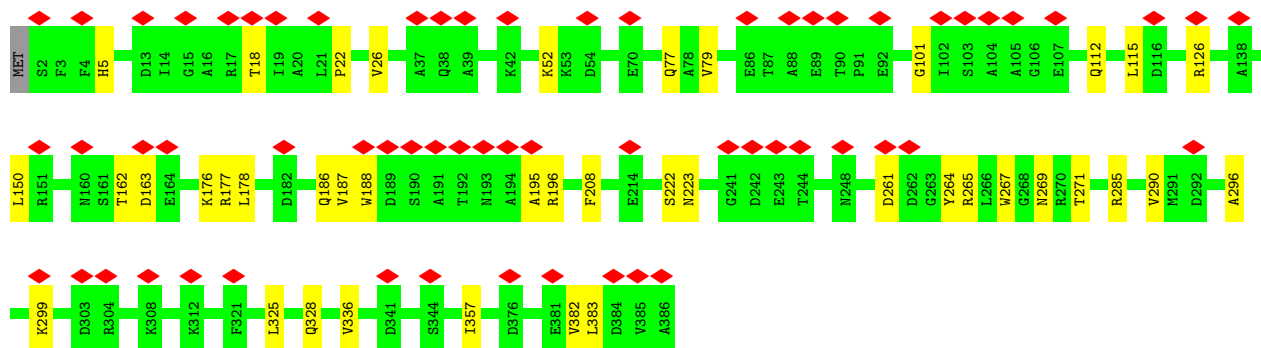 MET S2 F3 F4 H5 D13 I14 G15 A16 R17 T18 I19 A20 L21 P22 V26 A37 Q38 A39 K42 K52 K53 D54 E70 Q77 A78 V79 E86 T87 A88 E89 T90 P91 E92 G101 I102 S103 A104 A105 G106 E107 Q112 L115 D116 R126 A138
L150 R151 N160 S161 T162 D163 E164 K176 R177 L178 D182 Q186 V187 W188 D189 S190 A191 T192 N193 A194 A195 R196 F208 E214 S222 N223 G241 D242 E243 T244 N248 D261 D262 G263 Y264 R265 L266 W267 G268 N269 R270 T271 R285 V290 M291 D292 A296
K299 D303 R304 K308 K312 F321 L325 Q328 V336 D341 S344 I357 D376 E381 V382 L383 D384 V385 A386